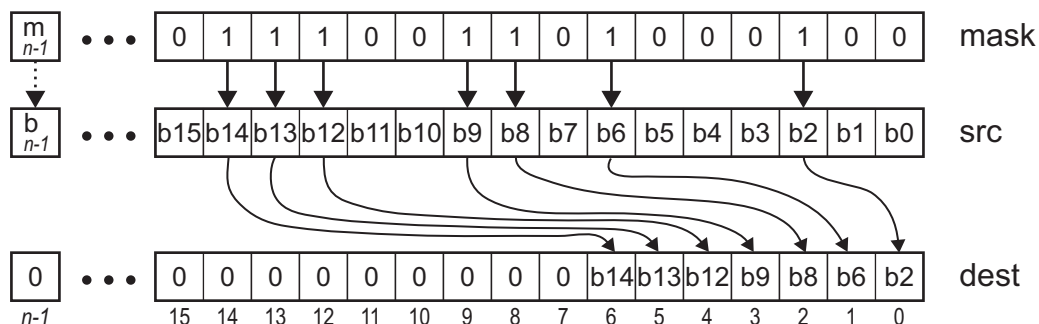 m n-1 • • • 0 1 1 1 0 0 1 1 0 1 0 0 0 1 0 0 mask
b n-1 • • • b15 b14 b13 b12 b11 b10 b9 b8 b7 b6 b5 b4 b3 b2 b1 b0 src
0 • • • 0 0 0 0 0 0 0 0 0 b14 b13 b12 b9 b8 b6 b2 dest
n-1 15 14 13 12 11 10 9 8 7 6 5 4 3 2 1 0